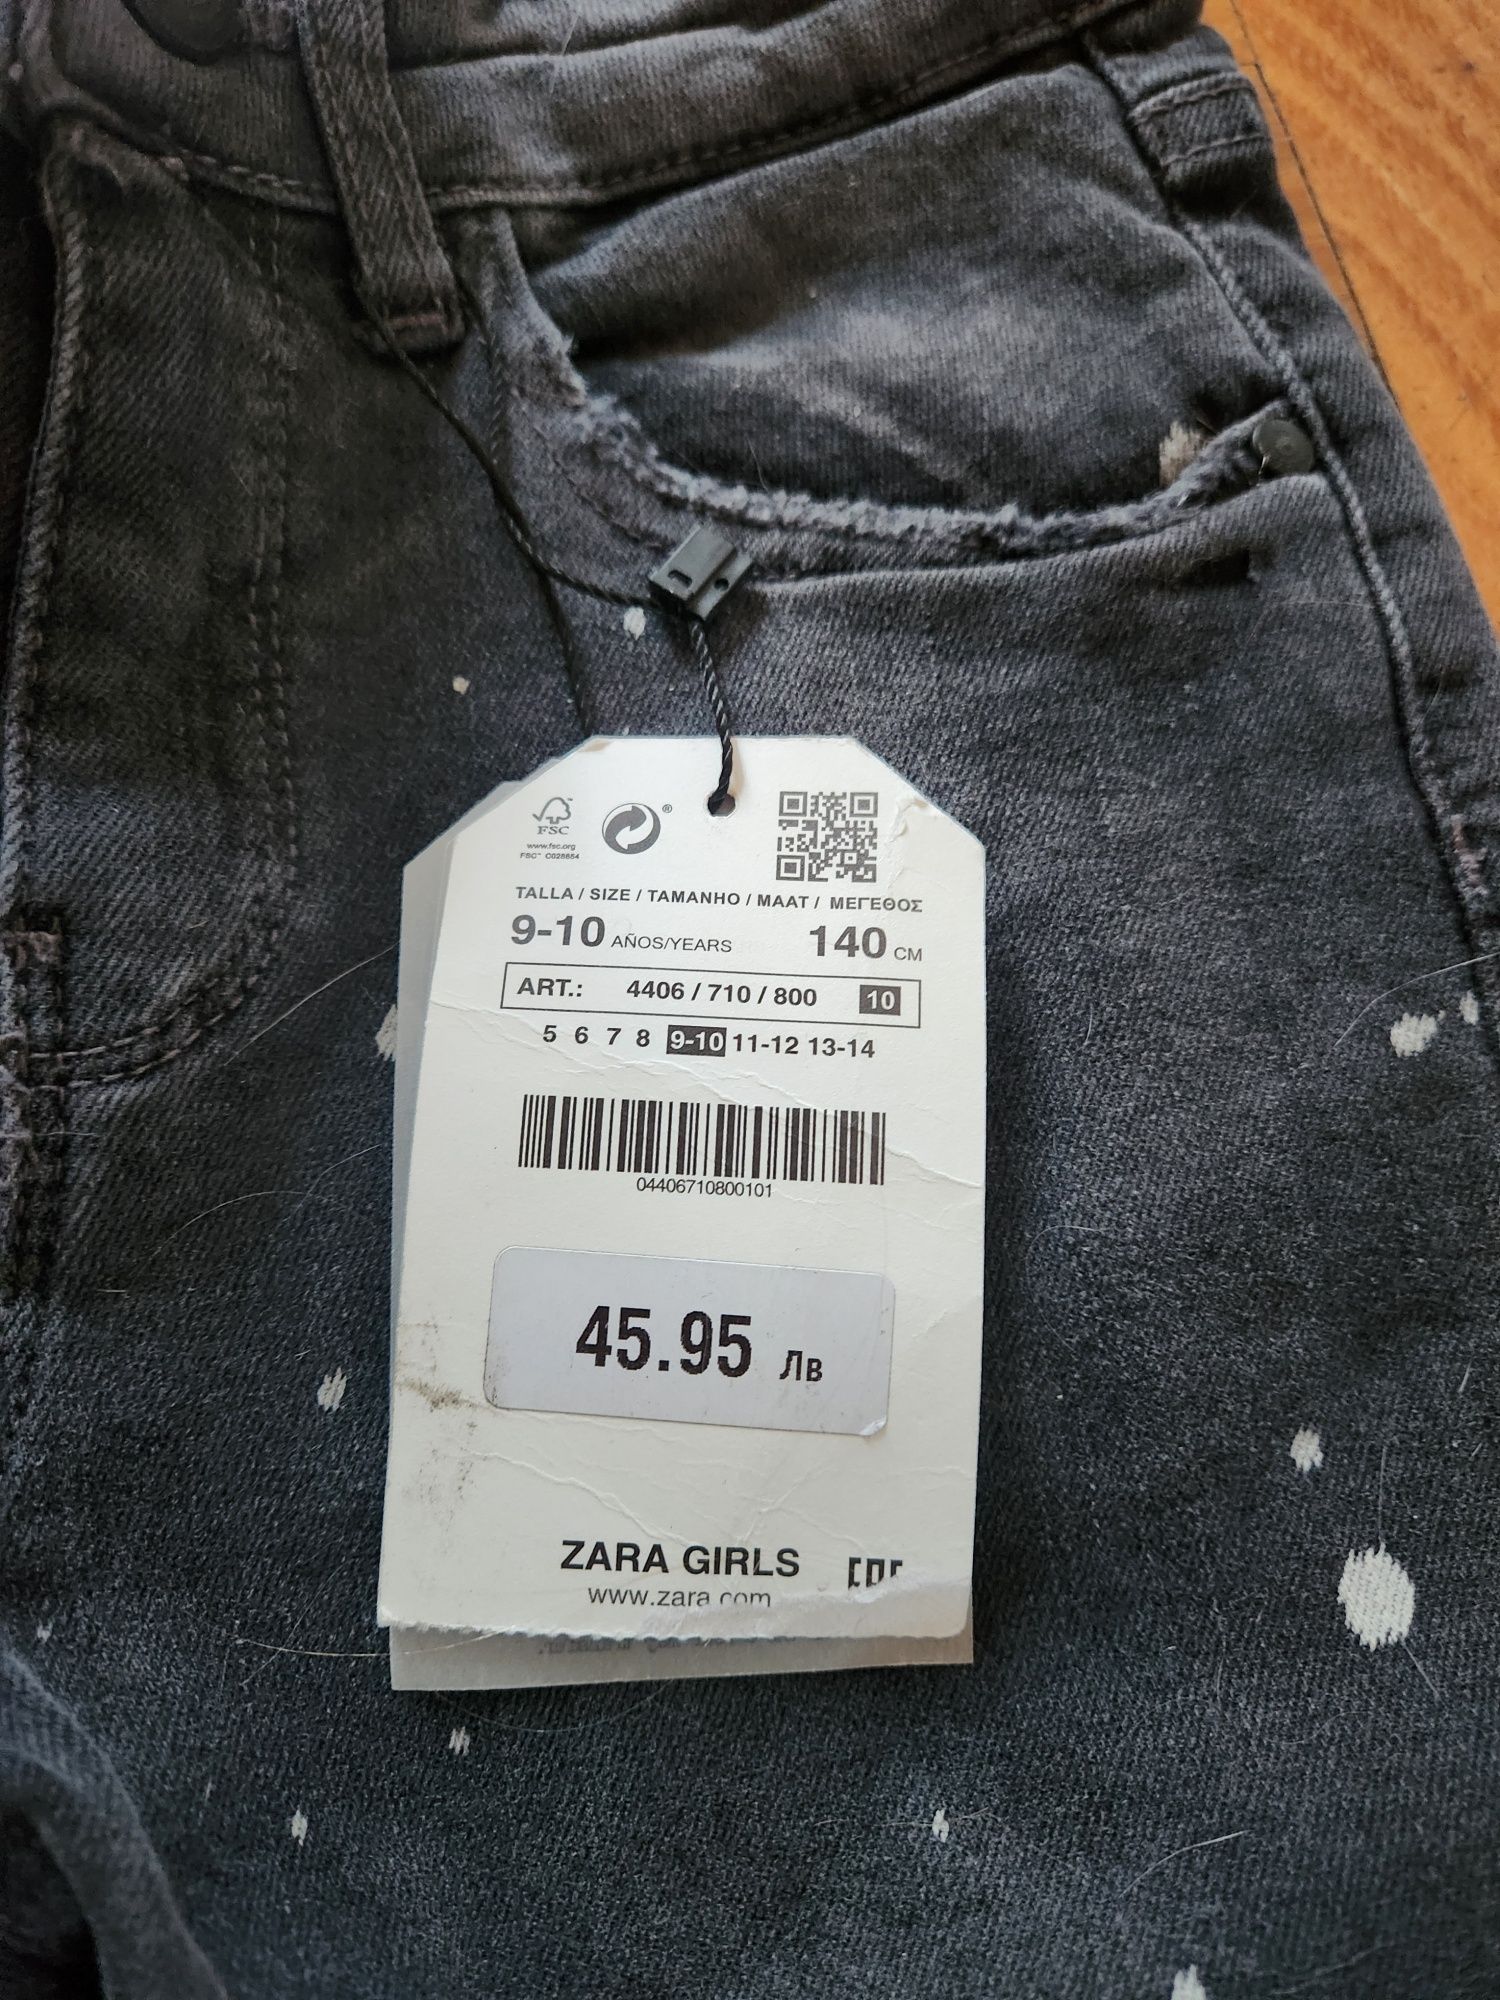 FSC
www.fsc.org
FSC™ C028654
®
TALLA / SIZE / TAMANHO / MAAT / ΜΕΓΕΘΟΣ
9-10 AÑOS/YEARS 140 CM
ART.: 4406 / 710 / 800 10
5 6 7 8 9-10 11-12 13-14
04406710800101
45.95 Лв
ZARA GIRLS
www.zara.com